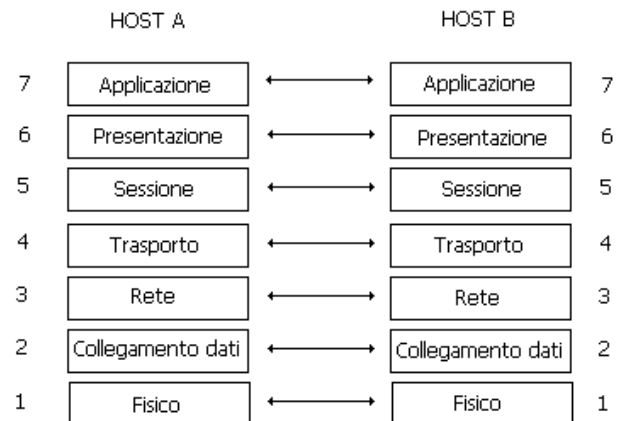 HOST A HOST B
7 Applicazione Applicazione 7
6 Presentazione Presentazione 6
5 Sessione Sessione 5
4 Trasporto Trasporto 4
3 Rete Rete 3
2 Collegamento dati Collegamento dati 2
1 Fisico Fisico 1